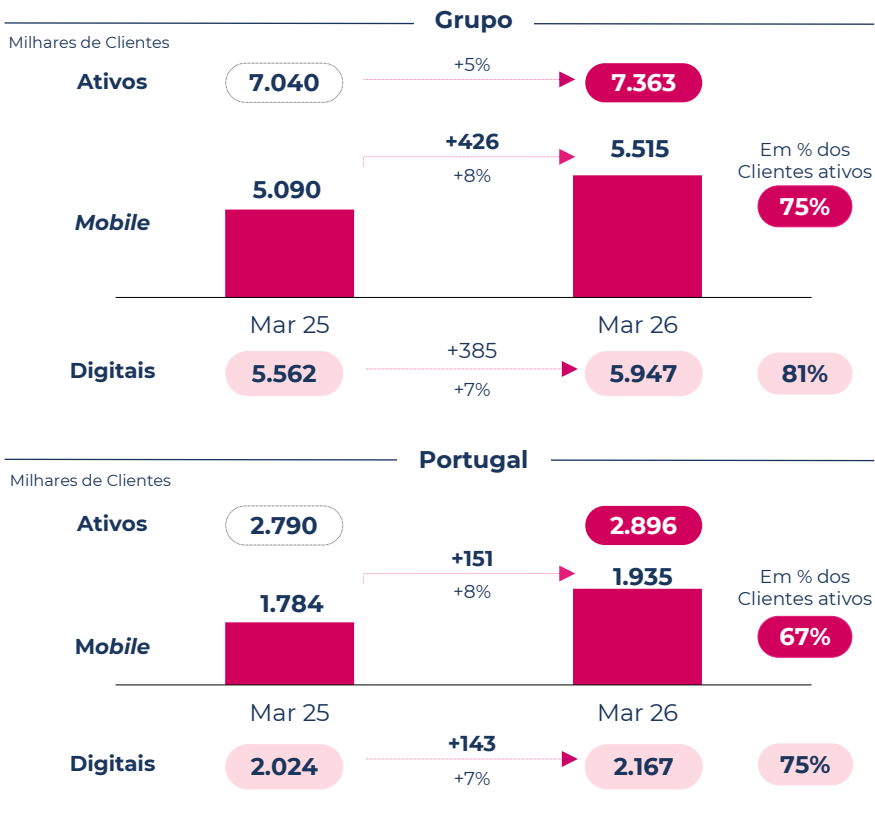 Grupo
Milhares de Clientes
Ativos 7.040 +5% 7.363
+426
+8%
5.090 5.515
Em % dos
Clientes ativos
75%
Mobile
Mar 25 Mar 26
Digitais 5.562 +385 5.947 81%
+7%
Portugal
Milhares de Clientes
Ativos 2.790 2.896
+151
+8%
1.784 1.935
Em % dos
Clientes ativos
67%
Mobile
Mar 25 Mar 26
Digitais 2.024 +143 2.167 75%
+7%